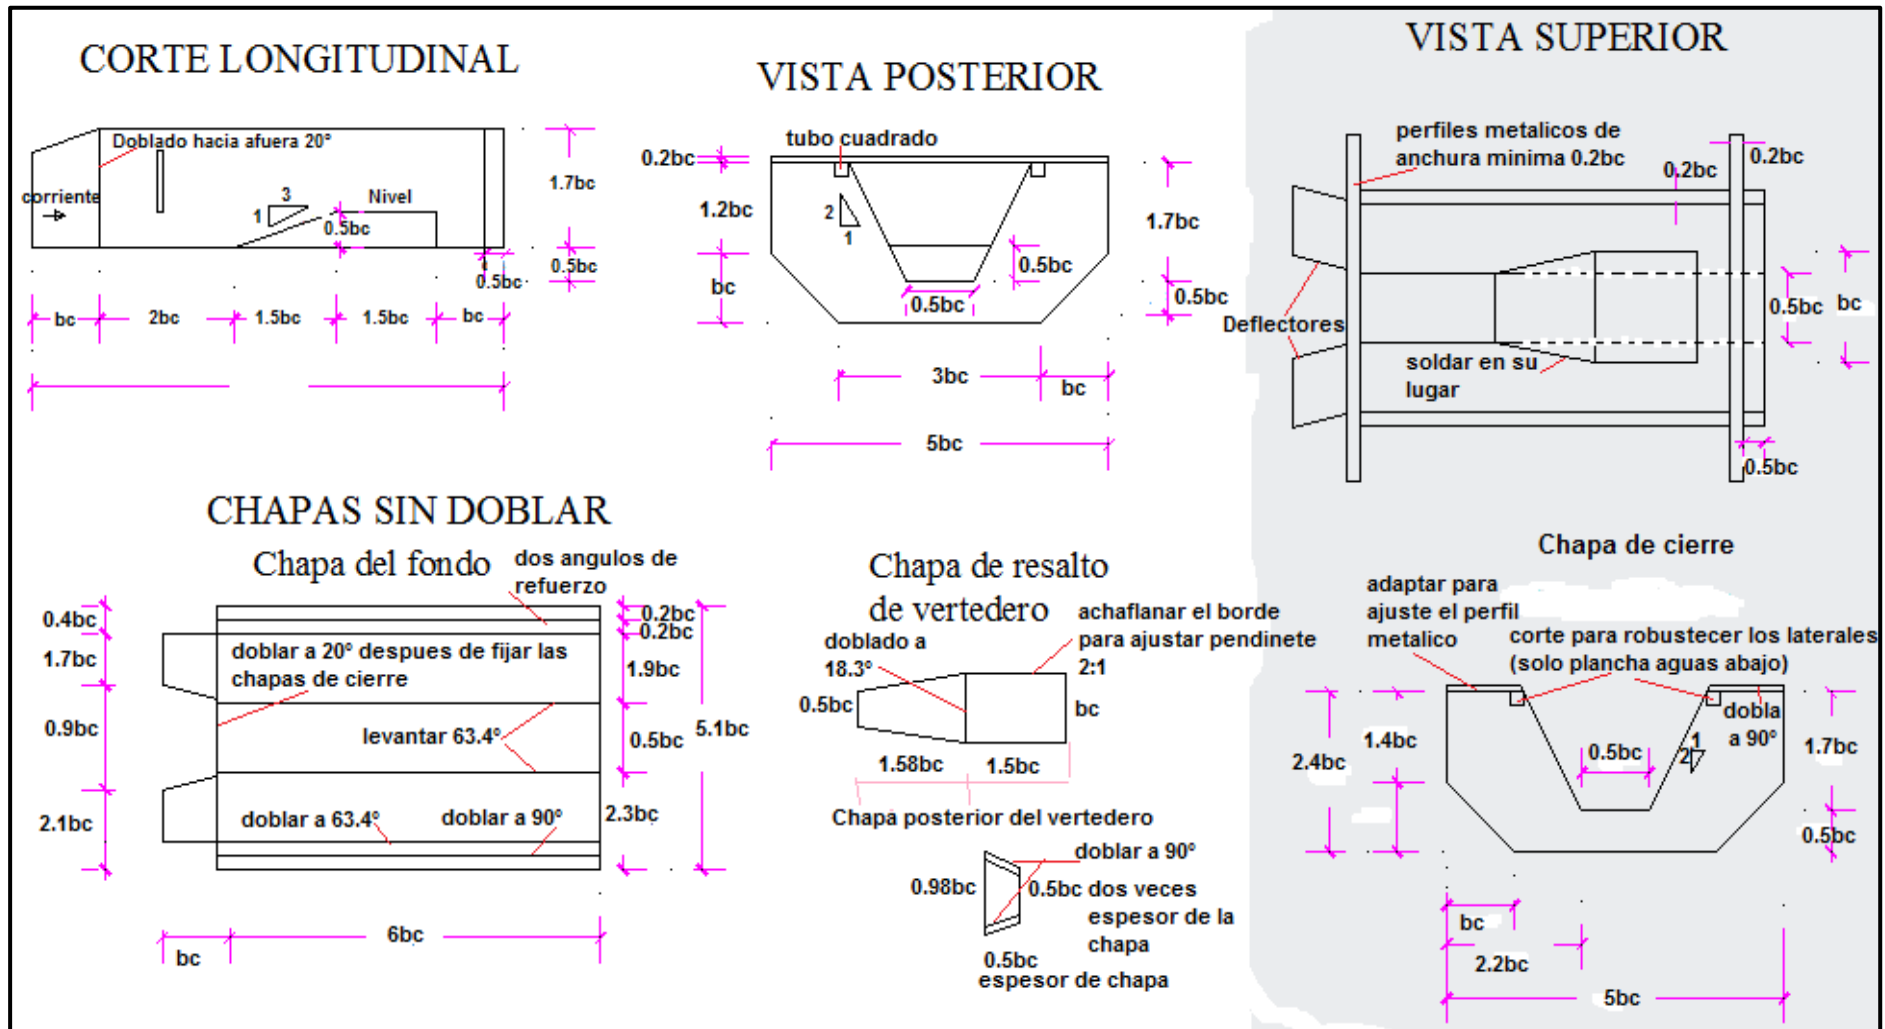 CORTE LONGITUDINAL
Doblado hacia afuera 20º
corriente
3
1
Nivel
0.5bc
1.7bc
0.5bc
0.5bc
bc
2bc
1.5bc
1.5bc
bc
VISTA POSTERIOR
tubo cuadrado
0.2bc
1.2bc
2
1
1.7bc
bc
0.5bc
0.5bc
0.5bc
3bc
bc
5bc
VISTA SUPERIOR
perfiles metalicos de
anchura minima 0.2bc
0.2bc
0.2bc
Deflectores
0.5bc
bc
soldar en su
lugar
0.5bc
CHAPAS SIN DOBLAR
Chapa del fondo
dos angulos de
refuerzo
0.4bc
0.2bc
0.2bc
1.7bc
doblar a 20º despues de fijar las
chapas de cierre
1.9bc
0.9bc
levantar 63.4º
0.5bc
5.1bc
2.1bc
doblar a 63.4º
doblar a 90º
2.3bc
bc
6bc
Chapa de resalto
de vertedero
achaflanar el borde
para ajustar pendinete
2:1
doblado a
18.3º
0.5bc
bc
1.58bc
1.5bc
Chapa posterior del vertedero
doblar a 90º
0.98bc
0.5bc dos veces
espesor de la
chapa
0.5bc
espesor de chapa
Chapa de cierre
adaptar para
ajuste el perfil
metalico
corte para robustecer los laterales
(solo plancha aguas abajo)
dobla
a 90º
2.4bc
1.4bc
0.5bc
1
2
1.7bc
0.5bc
bc
2.2bc
5bc